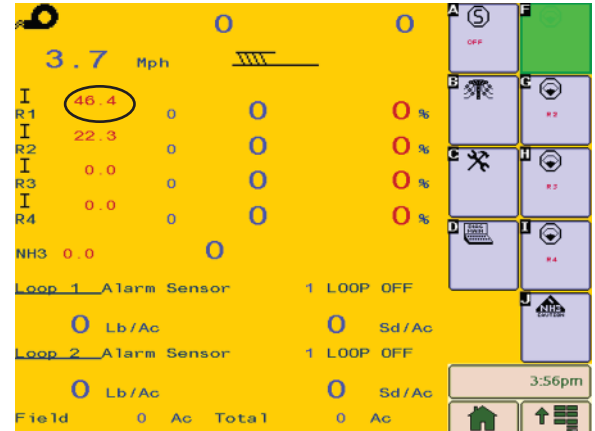 0 0
3.7 Mph
I 46.4
R1 0 0 0 %
I 22.3
R2 0 0 0 %
I 0.0
R3 0 0 0 %
I 0.0
R4 0 0 0 %
NH3 0.0 0
Loop 1 Alarm Sensor 1 LOOP OFF
0 Lb/Ac 0 Sd/Ac
Loop 2 Alarm Sensor 1 LOOP OFF
0 Lb/Ac 0 Sd/Ac
Field 0 Ac Total 0 Ac
A S
OFF
B
C
D DIAG
F
G
R2
H
R3
I
R4
J NH3
CAUTION
3:56pm